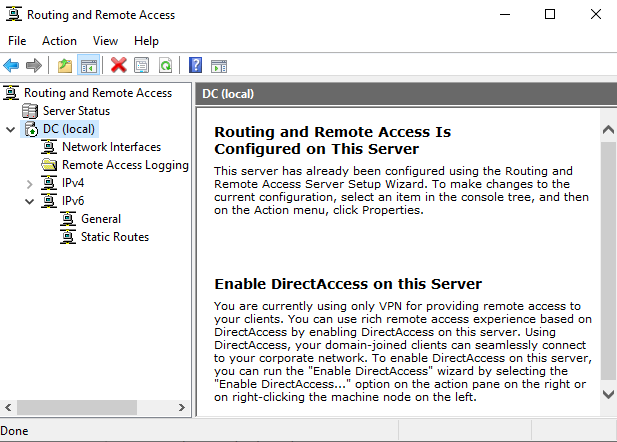 Routing and Remote Access
File Action View Help
Routing and Remote Access
Server Status
DC (local)
Network Interfaces
Remote Access Logging
IPv4
IPv6
General
Static Routes
DC (local)
Routing and Remote Access Is
Configured on This Server
This server has already been configured using the Routing and
Remote Access Server Setup Wizard. To make changes to the
current configuration, select an item in the console tree, and then
on the Action menu, click Properties.
Enable DirectAccess on this Server
You are currently using only VPN for providing remote access to
your clients. You can use rich remote access experience based on
DirectAccess by enabling DirectAccess on this server. Using
DirectAccess, your domain-joined clients can seamlessly connect
to your corporate network. To enable DirectAccess on this server,
you can run the "Enable DirectAccess" wizard by selecting the
"Enable DirectAccess..." option on the action pane on the right or
on right-clicking the machine node on the left.
Done